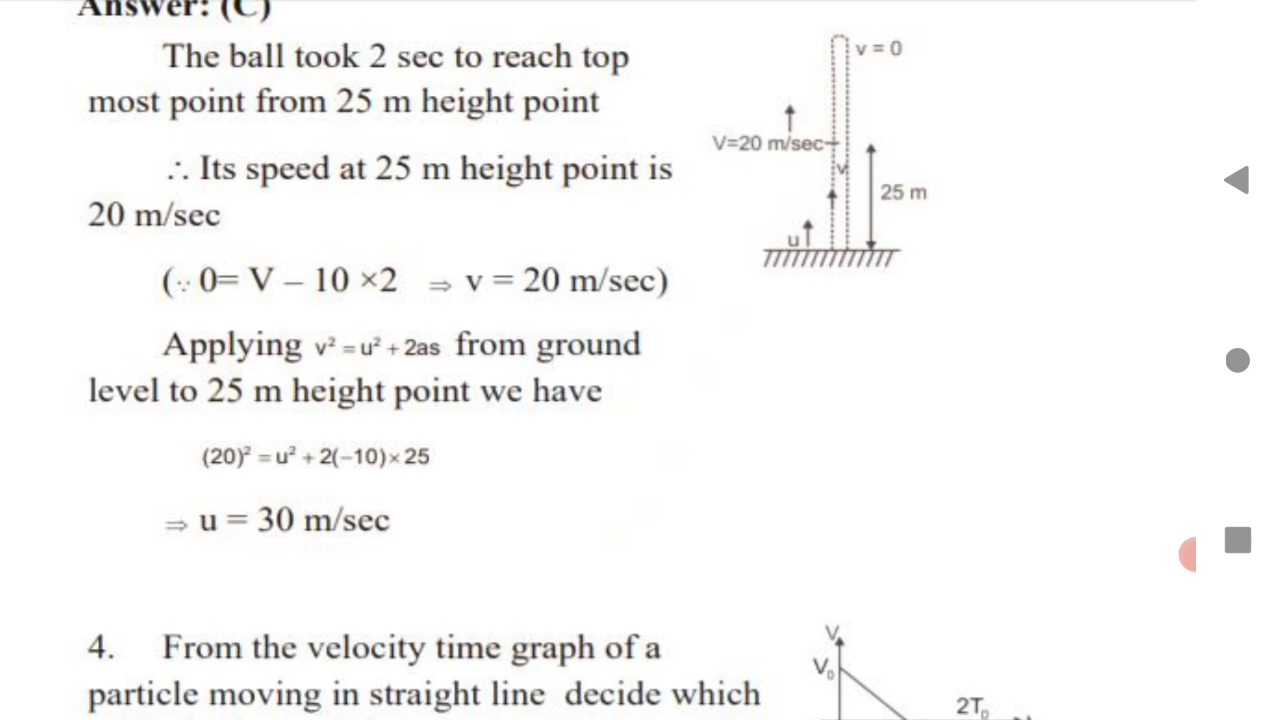 Answer: (C)
The ball took 2 sec to reach top
most point from 25 m height point
∴ Its speed at 25 m height point is
20 m/sec
(∵ 0= V – 10 ×2 ⇒ v = 20 m/sec)
Applying v² = u² + 2as from ground
level to 25 m height point we have
(20)² = u² + 2(−10)× 25
⇒ u = 30 m/sec
v = 0
V=20 m/sec
25 m
u
4. From the velocity time graph of a
particle moving in straight line decide which
V
V₀
2T₀